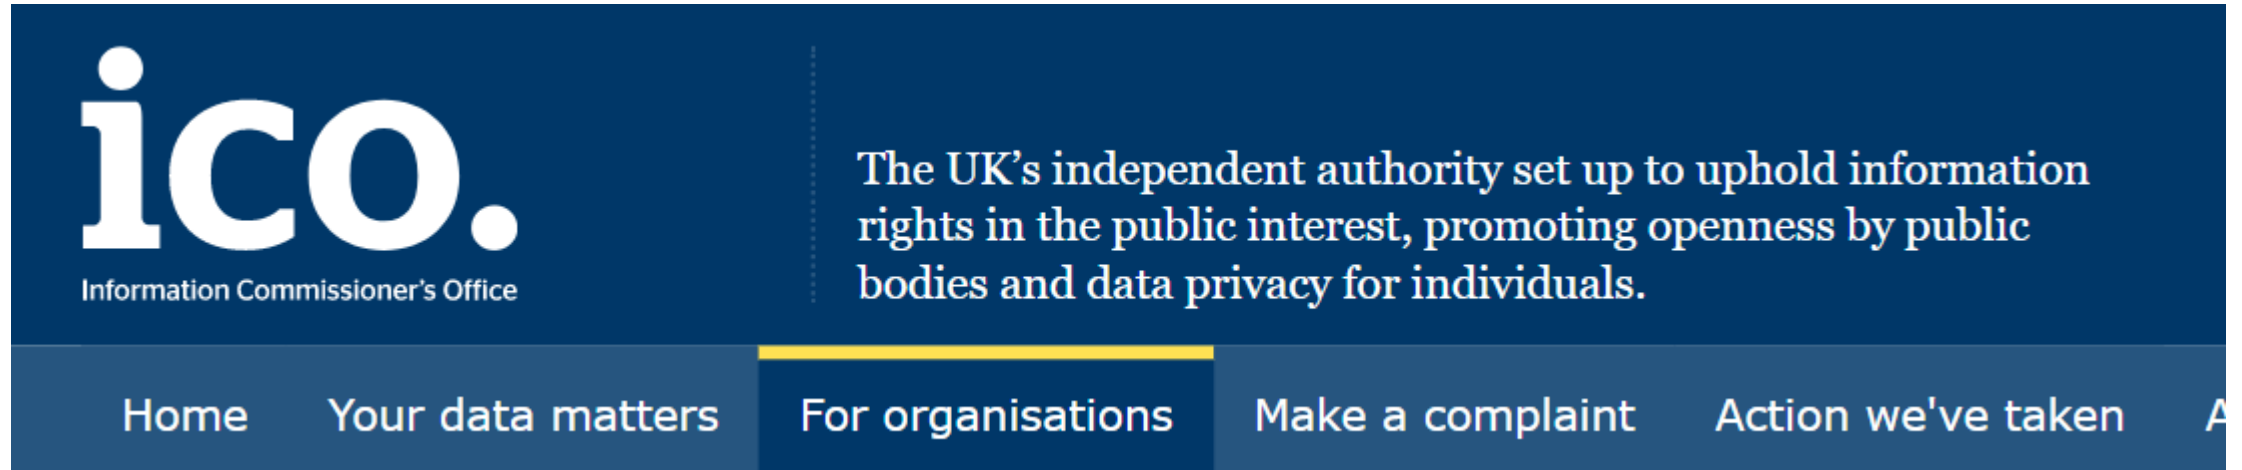 ico.
Information Commissioner's Office
The UK’s independent authority set up to uphold information
rights in the public interest, promoting openness by public
bodies and data privacy for individuals.
Home Your data matters For organisations Make a complaint Action we've taken